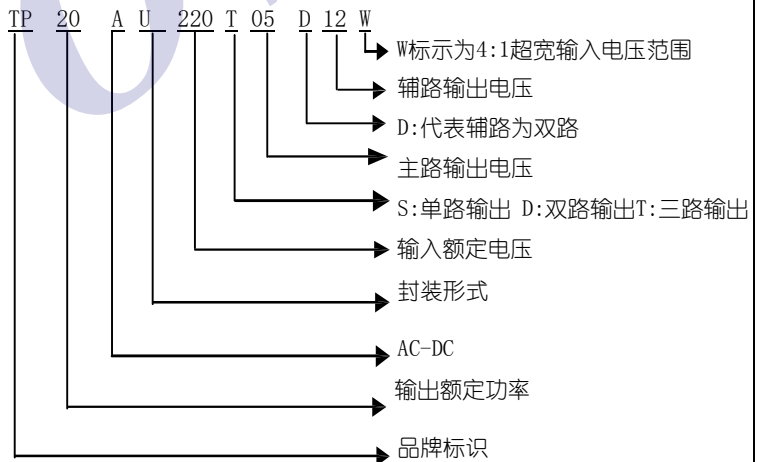 TP 20 A U 220 T 05 D 12 W
W标示为4:1超宽输入电压范围
辅路输出电压
D:代表辅路为双路
主路输出电压
S:单路输出 D:双路输出T:三路输出
输入额定电压
封装形式
AC-DC
输出额定功率
品牌标识